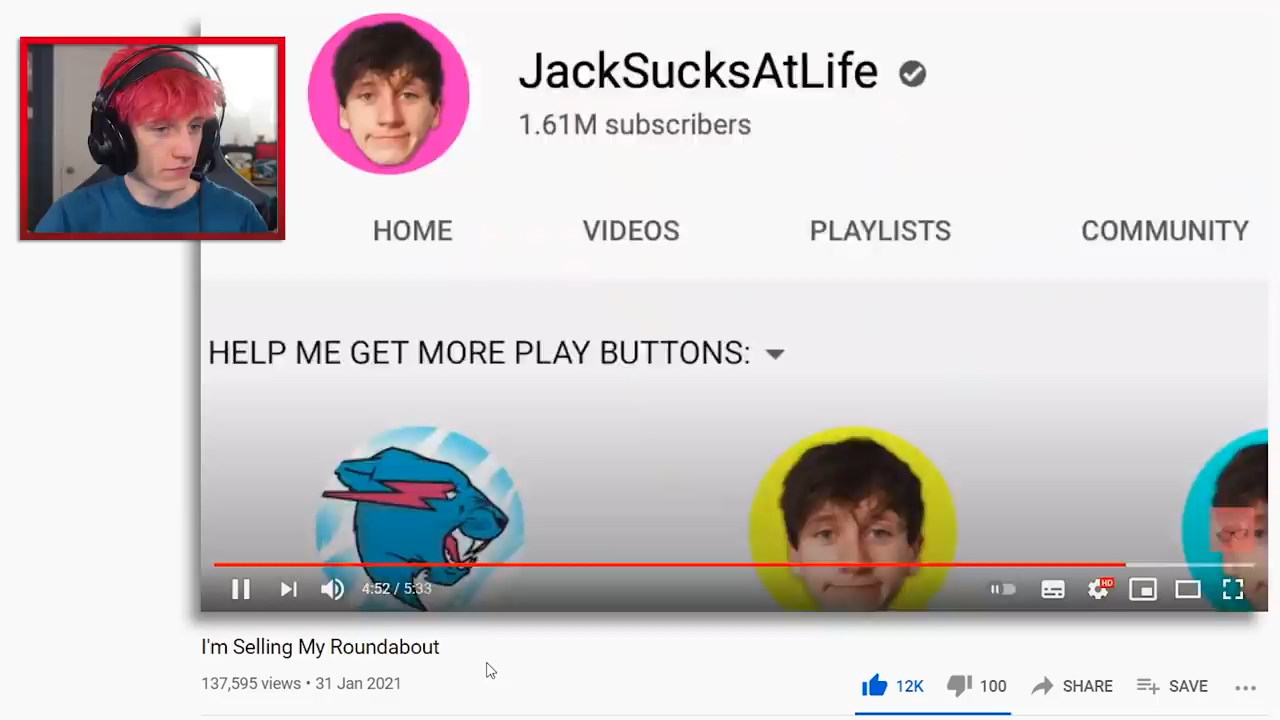 JackSucksAtLife
1.61M subscribers
HOME VIDEOS PLAYLISTS COMMUNITY
HELP ME GET MORE PLAY BUTTONS:
4:52 / 5:33 HD
I'm Selling My Roundabout
137,595 views • 31 Jan 2021
12K 100 SHARE SAVE